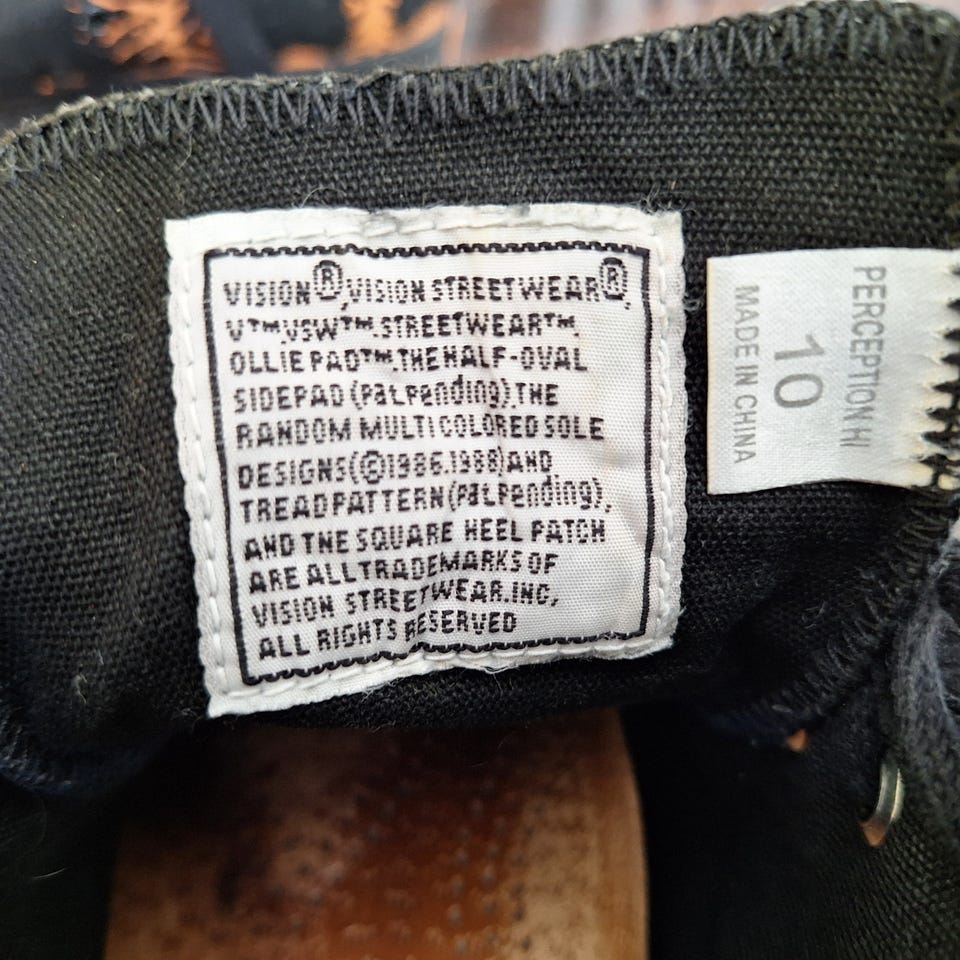 VISION®,VISION STREETWEAR®,
V™.VSW™.STREETWEAR™.
OLLIE PAD™.THE HALF-OVAL
SIDEPAD (Pat.Pending).THE
RANDOM MULTICOLORED SOLE
DESIGNS(©1986.1988)AND
TREAD PATTERN (Pat.Pending),
AND THE SQUARE HEEL PATCH
ARE ALL TRADEMARKS OF
VISION STREETWEAR.INC,
ALL RIGHTS RESERVED
PERCEPTION HI
10
MADE IN CHINA